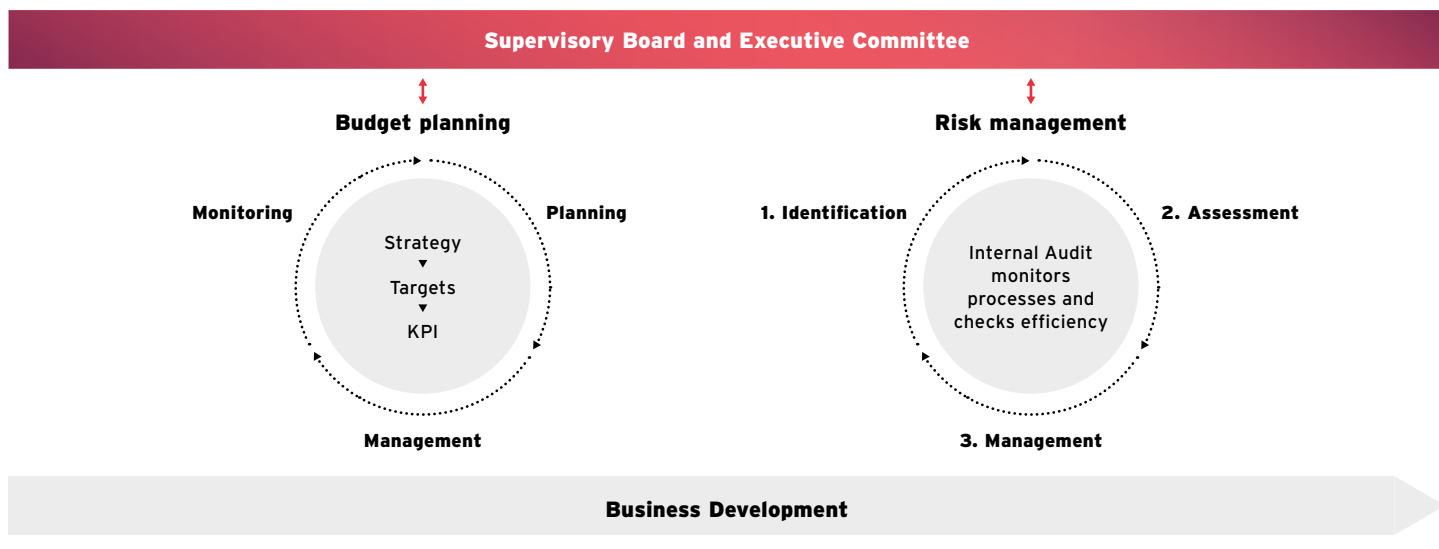 Supervisory Board and Executive Committee
Budget planning
Monitoring
Planning
Strategy
Targets
KPI
Management
Risk management
1. Identification
2. Assessment
Internal Audit
monitors
processes and
checks efficiency
3. Management
Business Development